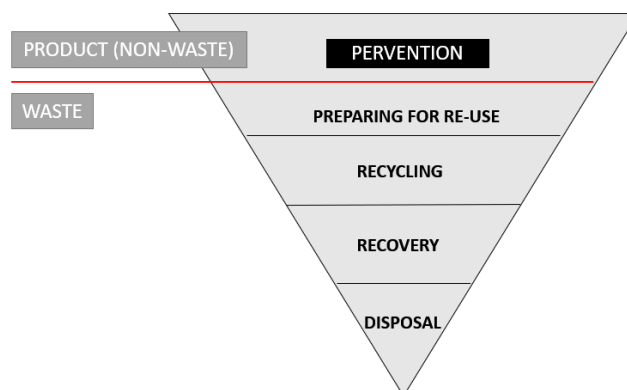 PRODUCT (NON-WASTE)
PERVENTION
WASTE
PREPARING FOR RE-USE
RECYCLING
RECOVERY
DISPOSAL